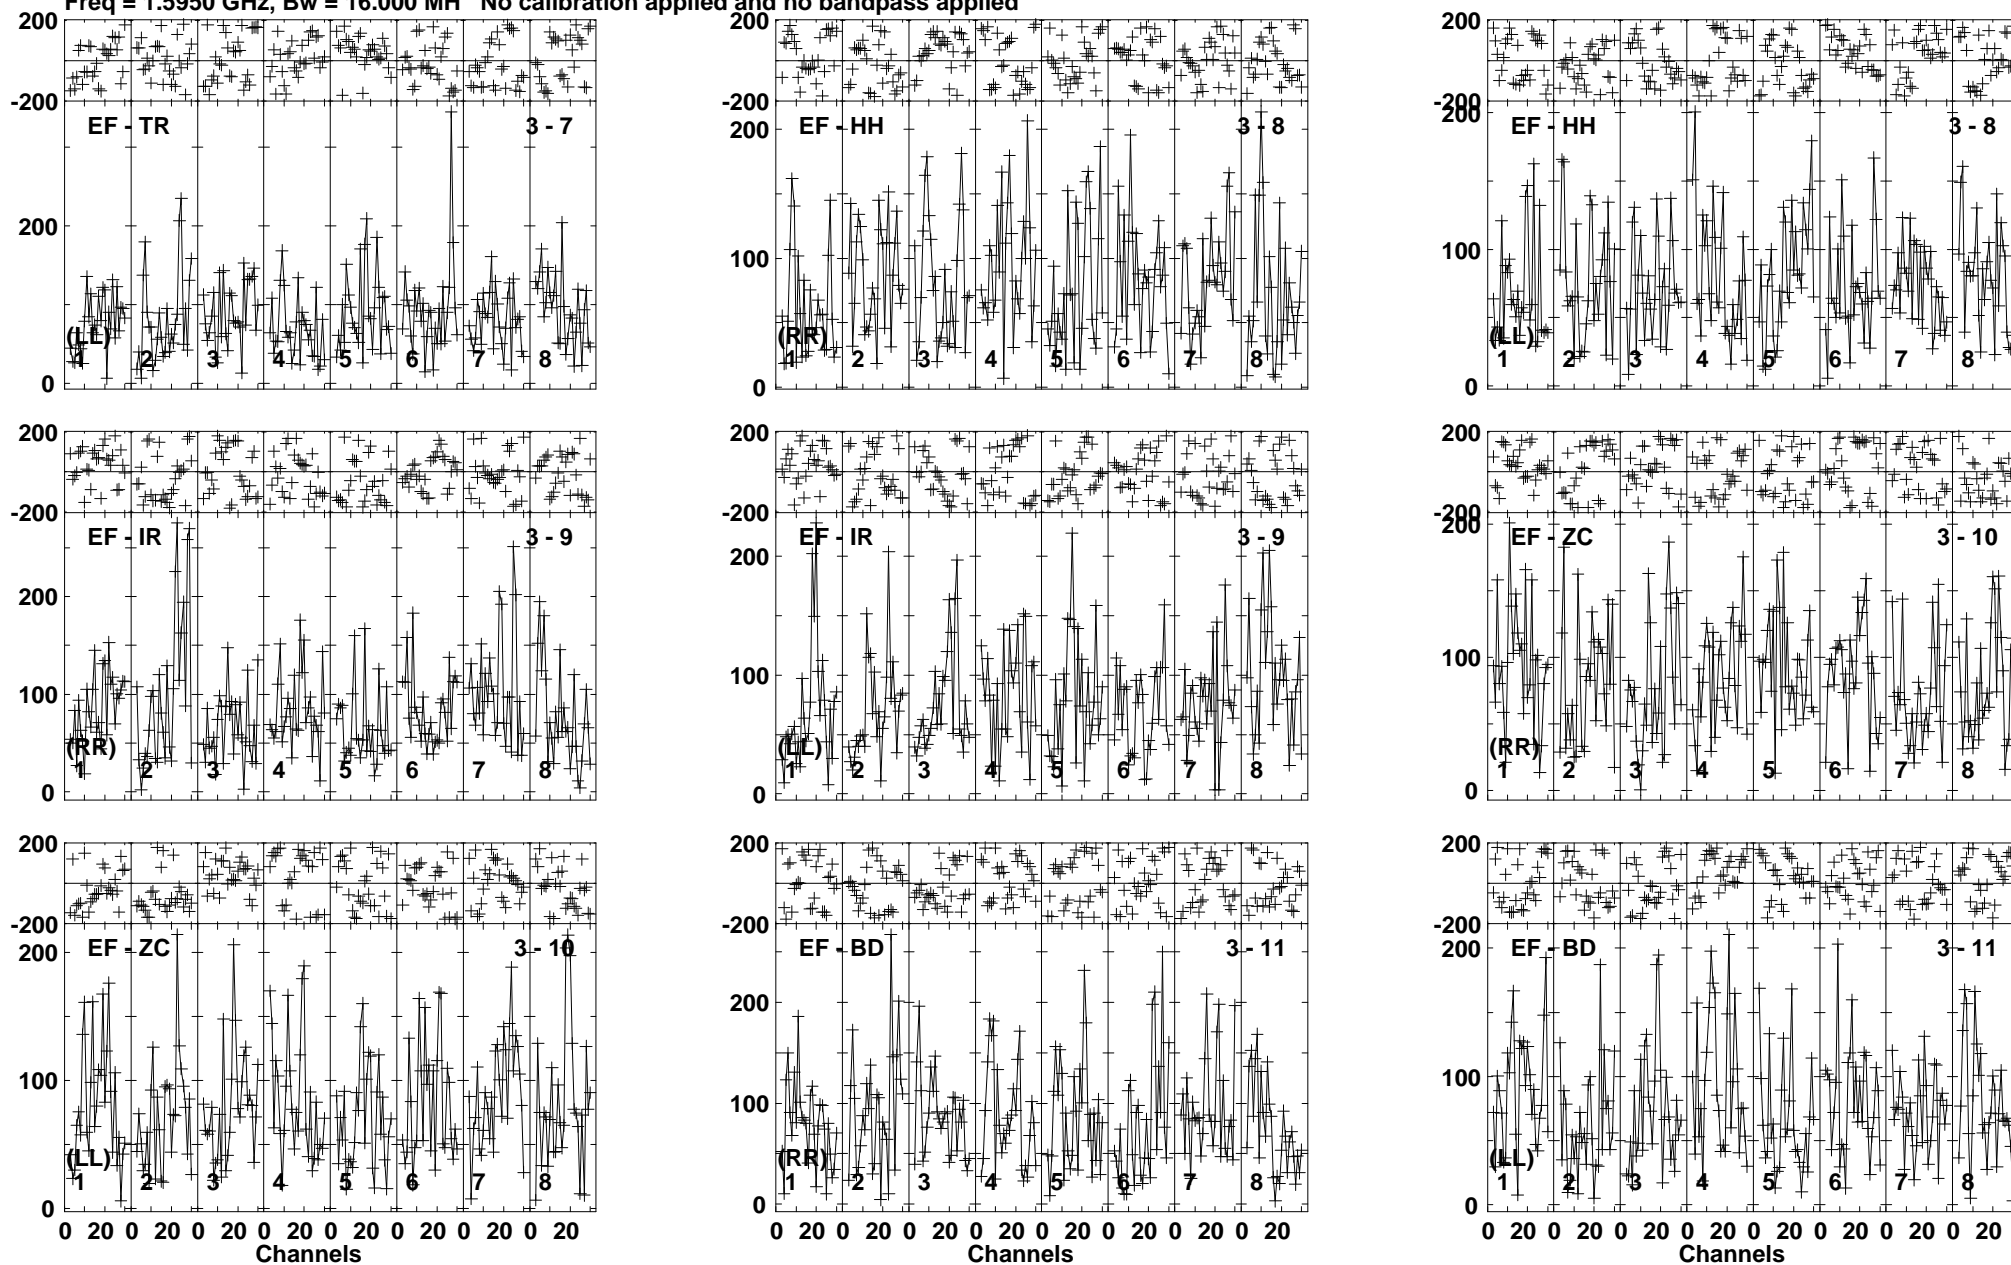 Freq = 1.5950 GHz, Bw = 16.000 MH No calibration applied and no bandpass applied
200 200 200
-200 -200 -200
EF - TR 3 - 7 EF - HH 3 - 8 EF - HH 3 - 8
200 200
200
100 100
(LL) (RR) (LL)
1 2 3 4 5 6 7 8 1 2 3 4 5 6 7 8 1 2 3 4 5 6 7 8
0 0 0
200 200 200
-200 -200 -200
EF - IR 3 - 9 EF - IR 3 - 9 EF - ZC 3 - 10
200 200 200
100 100 100
(RR) (LL) (RR)
1 2 3 4 5 6 7 8 1 2 3 4 5 6 7 8 1 2 3 4 5 6 7 8
0 0 0
200 200 200
-200 -200 -200
EF - ZC 3 - 10 EF - BD 3 - 11 EF - BD 3 - 11
200 200 200
100 100 100
(LL) (RR) (LL)
1 2 3 4 5 6 7 8 1 2 3 4 5 6 7 8 1 2 3 4 5 6 7 8
0 0 0
0 20 0 20 0 20 0 20 0 20 0 20 0 20 0 20 0 20 0 20 0 20 0 20 0 20 0 20 0 20 0 20 0 20 0 20 0 20 0 20 0 20 0 20 0 20 0 20
Channels Channels Channels